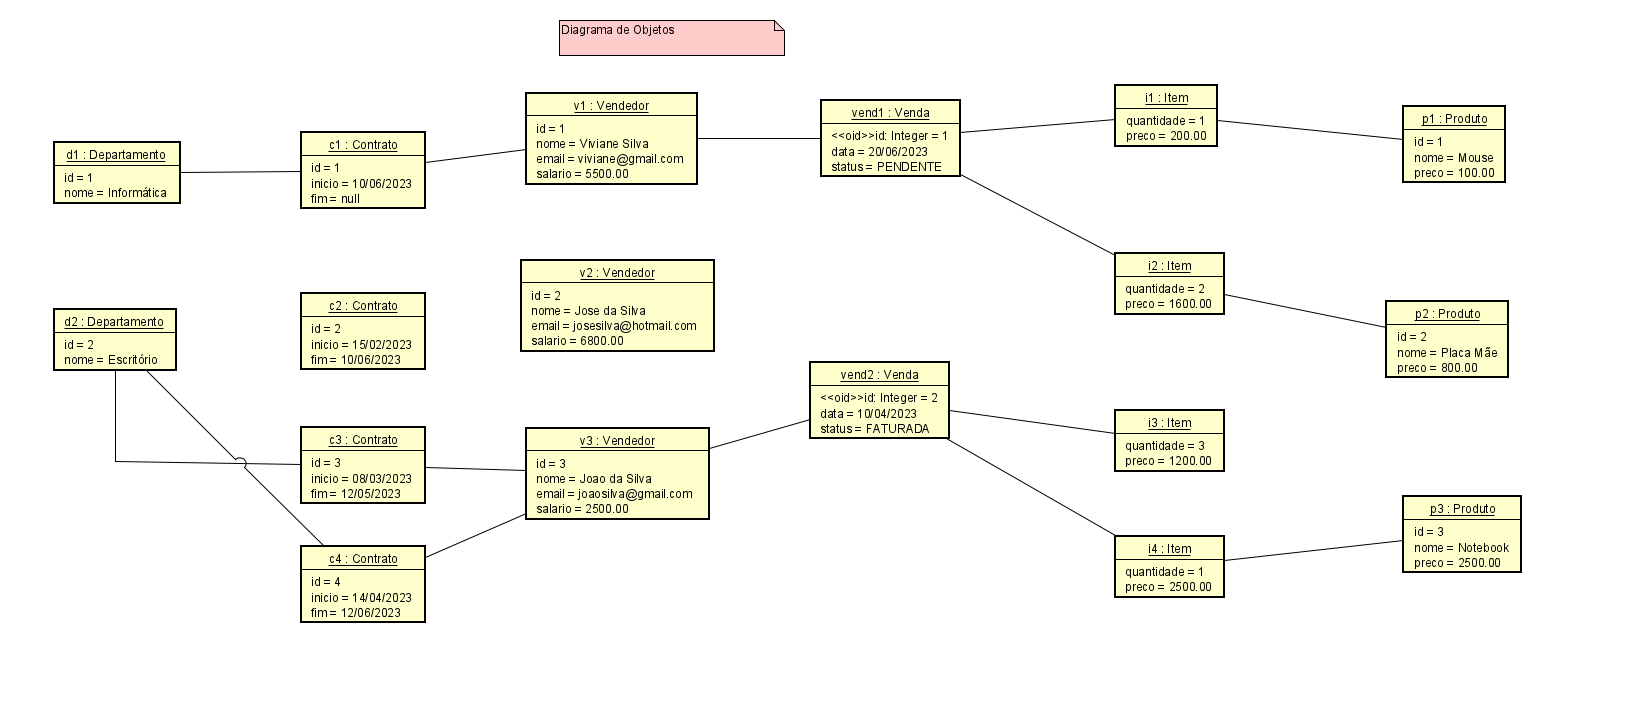 Diagrama de Objetos
d1 : Departamento
id = 1
nome = Informática
c1 : Contrato
id = 1
inicio = 10/06/2023
fim = null
v1 : Vendedor
id = 1
nome = Viviane Silva
email = viviane@gmail.com
salario = 5500.00
vend1 : Venda
<<oid>>id: Integer = 1
data = 20/06/2023
status = PENDENTE
i1 : Item
quantidade = 1
preco = 200.00
p1 : Produto
id = 1
nome = Mouse
preco = 100.00
d2 : Departamento
id = 2
nome = Escritório
c2 : Contrato
id = 2
inicio = 15/02/2023
fim = 10/06/2023
v2 : Vendedor
id = 2
nome = Jose da Silva
email = josesilva@hotmail.com
salario = 6800.00
i2 : Item
quantidade = 2
preco = 1600.00
p2 : Produto
id = 2
nome = Placa Mãe
preco = 800.00
c3 : Contrato
id = 3
inicio = 08/03/2023
fim = 12/05/2023
v3 : Vendedor
id = 3
nome = Joao da Silva
email = joaosilva@gmail.com
salario = 2500.00
vend2 : Venda
<<oid>>id: Integer = 2
data = 10/04/2023
status = FATURADA
i3 : Item
quantidade = 3
preco = 1200.00
c4 : Contrato
id = 4
inicio = 14/04/2023
fim = 12/06/2023
i4 : Item
quantidade = 1
preco = 2500.00
p3 : Produto
id = 3
nome = Notebook
preco = 2500.00